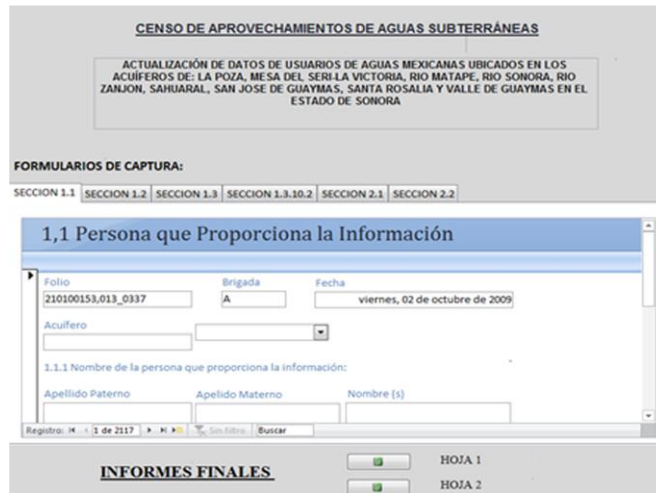 CENSO DE APROVECHAMIENTOS DE AGUAS SUBTERRÁNEAS
ACTUALIZACIÓN DE DATOS DE USUARIOS DE AGUAS MEXICANAS UBICADOS EN LOS
ACUÍFEROS DE: LA POZA, MESA DEL SERI-LA VICTORIA, RIO MATAPE, RIO SONORA, RIO
ZANJON, SAHUARAL, SAN JOSE DE GUAYMAS, SANTA ROSALIA Y VALLE DE GUAYMAS EN EL
ESTADO DE SONORA
FORMULARIOS DE CAPTURA:
SECCION 1.1 SECCION 1.2 SECCION 1.3 SECCION 1.3.10.2 SECCION 2.1 SECCION 2.2
1,1 Persona que Proporciona la Información
Folio Brigada Fecha
210100153,013_0337 A viernes, 02 de octubre de 2009
Acuífero
1.1.1 Nombre de la persona que proporciona la información:
Apellido Paterno Apelido Materno Nombre (s)
Registro: 1 de 2117 Sin filtro Buscar
INFORMES FINALES HOJA 1
HOJA 2